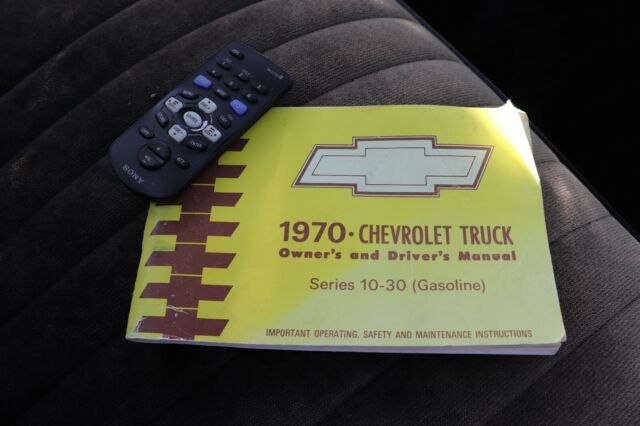 SONY
1970 · CHEVROLET TRUCK
Owner's and Driver's Manual
Series 10-30 (Gasoline)
IMPORTANT OPERATING, SAFETY AND MAINTENANCE INSTRUCTIONS